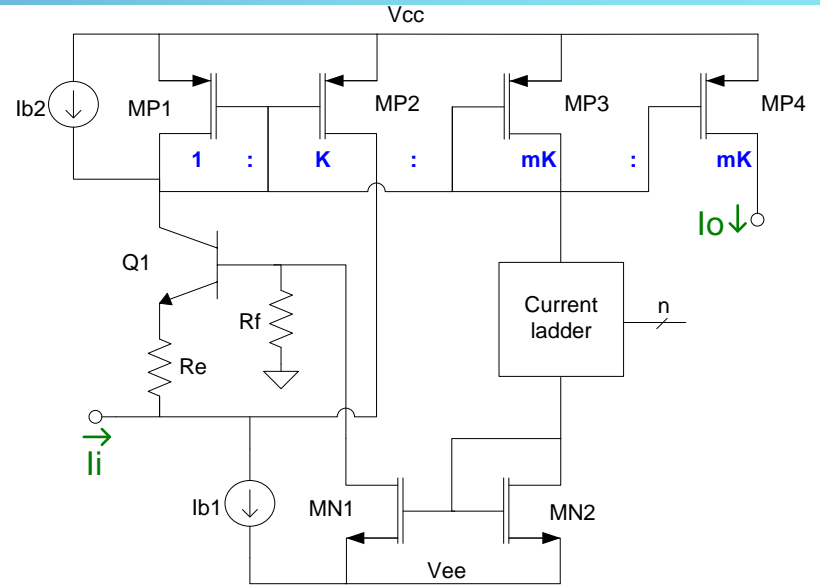 Vcc
Ib2
MP1
MP2
MP3
MP4
1 : K : mK : mK
Io
Q1
Rf
Current
ladder
n
Re
Ii
Ib1
MN1
MN2
Vee